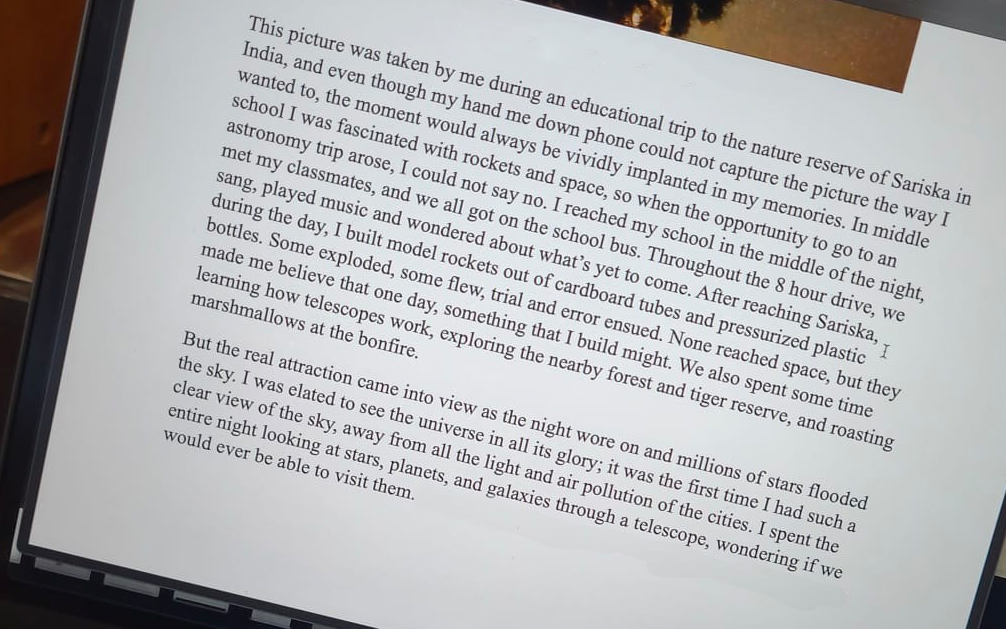 This picture was taken by me during an educational trip to the nature reserve of Sariska in
India, and even though my hand me down phone could not capture the picture the way I
wanted to, the moment would always be vividly implanted in my memories. In middle
school I was fascinated with rockets and space, so when the opportunity to go to an
astronomy trip arose, I could not say no. I reached my school in the middle of the night,
met my classmates, and we all got on the school bus. Throughout the 8 hour drive, we
sang, played music and wondered about what's yet to come. After reaching Sariska,
during the day, I built model rockets out of cardboard tubes and pressurized plastic
bottles. Some exploded, some flew, trial and error ensued. None reached space, but they
made me believe that one day, something that I build might. We also spent some time
learning how telescopes work, exploring the nearby forest and tiger reserve, and roasting
marshmallows at the bonfire.
But the real attraction came into view as the night wore on and millions of stars flooded
the sky. I was elated to see the universe in all its glory; it was the first time I had such a
clear view of the sky, away from all the light and air pollution of the cities. I spent the
entire night looking at stars, planets, and galaxies through a telescope, wondering if we
would ever be able to visit them.